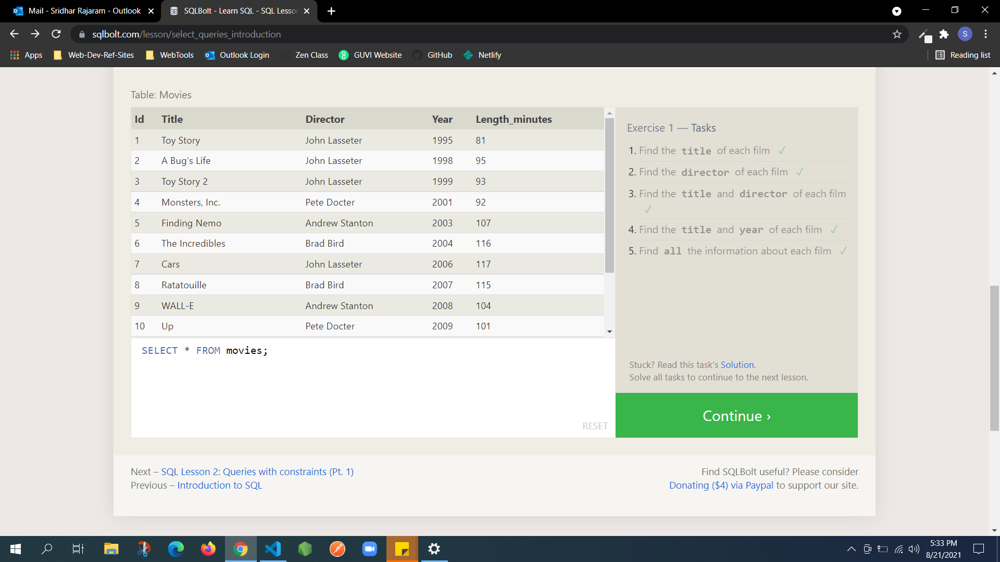 Mail - Sridhar Rajaram - Outlook
SQLBolt - Learn SQL - SQL Lesson
sqlbolt.com/lesson/select_queries_introduction
S
Apps Web-Dev-Ref-Sites WebTools Outlook Login Zen Class GUVI Website GitHub Netlify Reading list
Table: Movies
Id Title Director Year Length_minutes
1 Toy Story John Lasseter 1995 81
2 A Bug's Life John Lasseter 1998 95
3 Toy Story 2 John Lasseter 1999 93
4 Monsters, Inc. Pete Docter 2001 92
5 Finding Nemo Andrew Stanton 2003 107
6 The Incredibles Brad Bird 2004 116
7 Cars John Lasseter 2006 117
8 Ratatouille Brad Bird 2007 115
9 WALL-E Andrew Stanton 2008 104
10 Up Pete Docter 2009 101
SELECT * FROM movies;
RESET
Exercise 1 — Tasks
1. Find the title of each film ✓
2. Find the director of each film ✓
3. Find the title and director of each film
✓
4. Find the title and year of each film ✓
5. Find all the information about each film ✓
Stuck? Read this task's Solution.
Solve all tasks to continue to the next lesson.
Continue ›
Next – SQL Lesson 2: Queries with constraints (Pt. 1)
Previous – Introduction to SQL
Find SQLBolt useful? Please consider
Donating ($4) via Paypal to support our site.
5:33 PM
8/21/2021